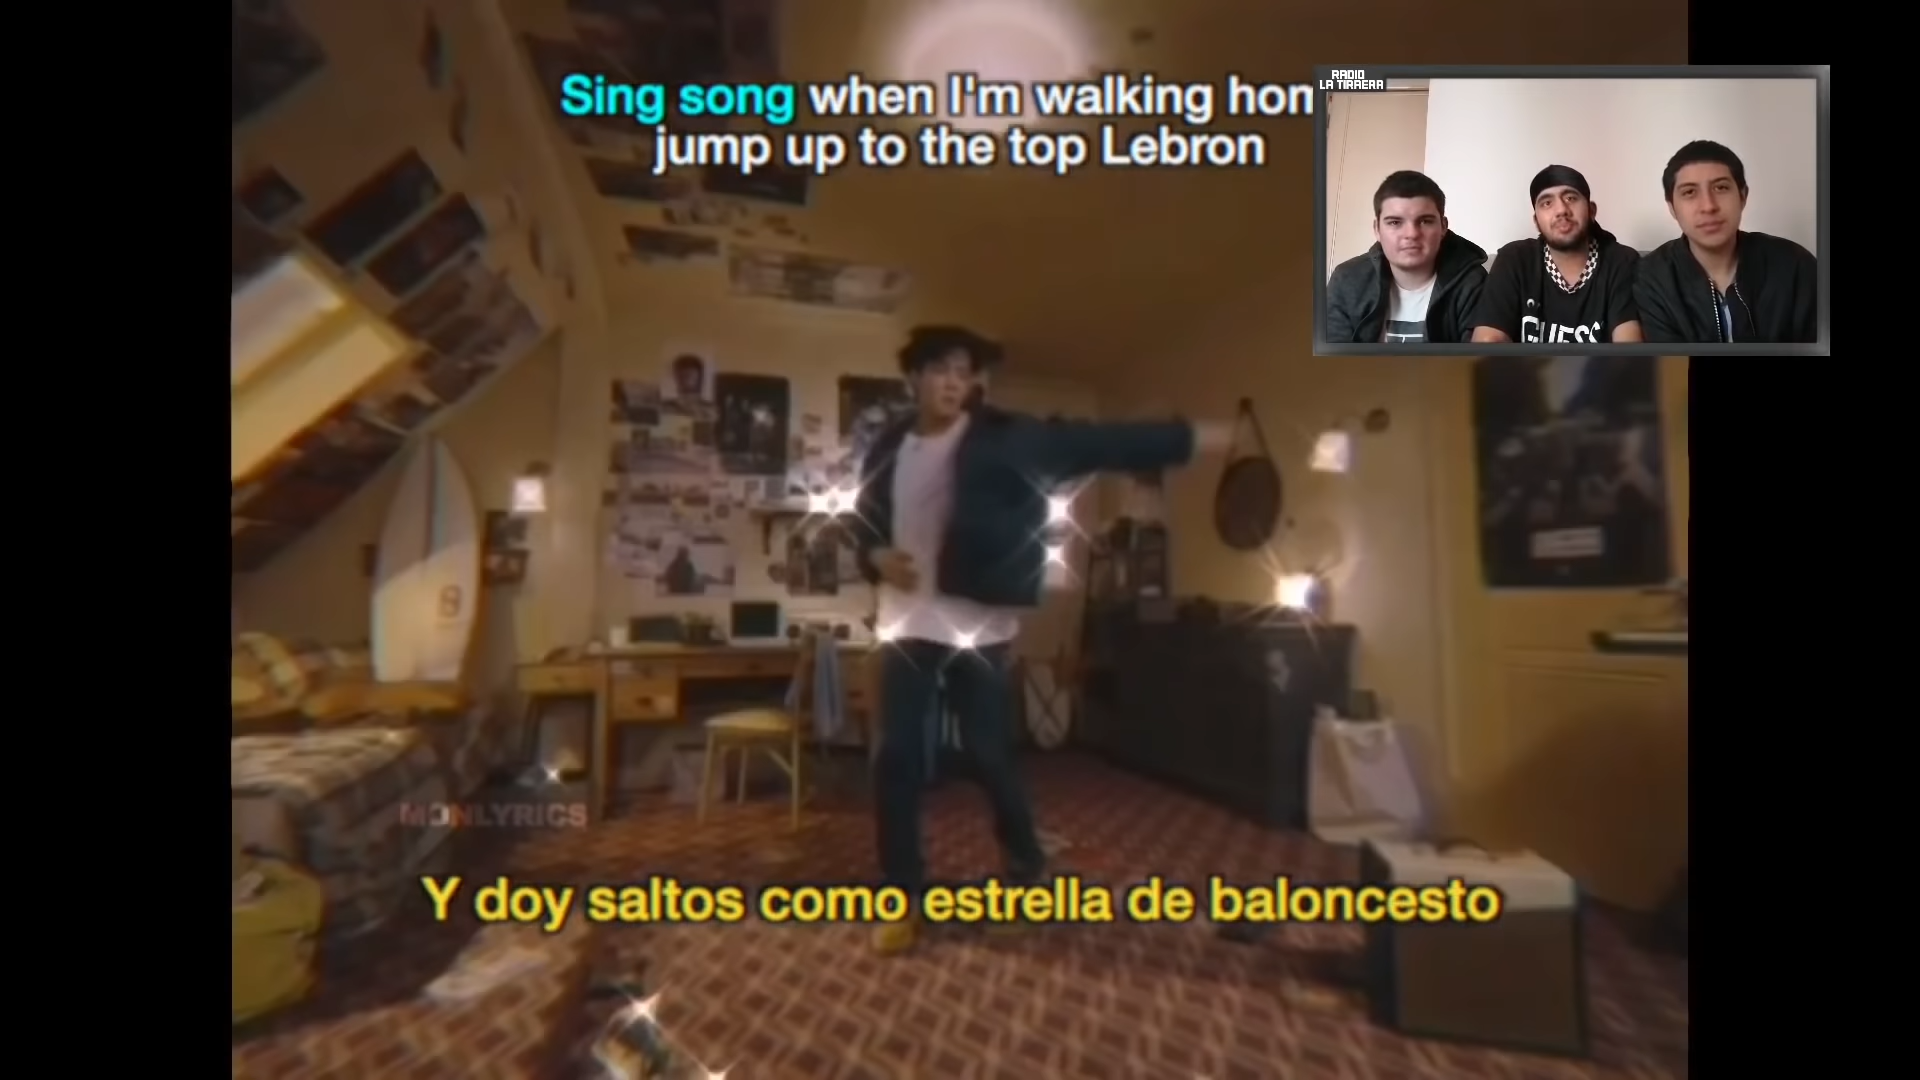 Sing song when I'm walking hom
jump up to the top Lebron
RADIO
LA TIRAERA
GUESS
MONLYRICS
Y doy saltos como estrella de baloncesto